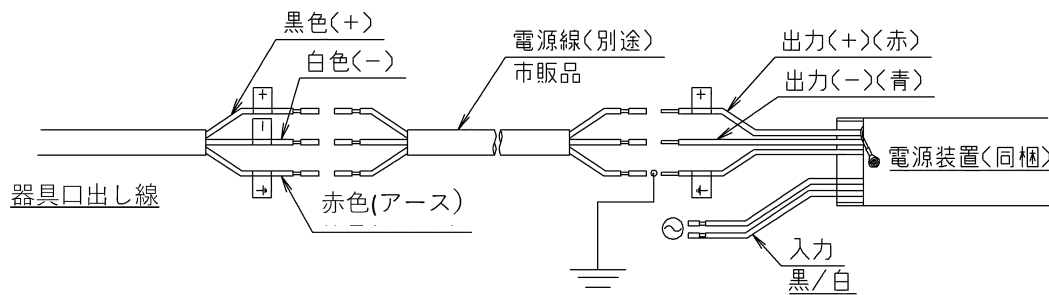 黒色(+)
白色(-)
電源線(別途)
市販品
出力(+)(赤)
出力(-)(青)
電源装置(同梱)
器具口出し線
赤色(アース)
入力
黒/白